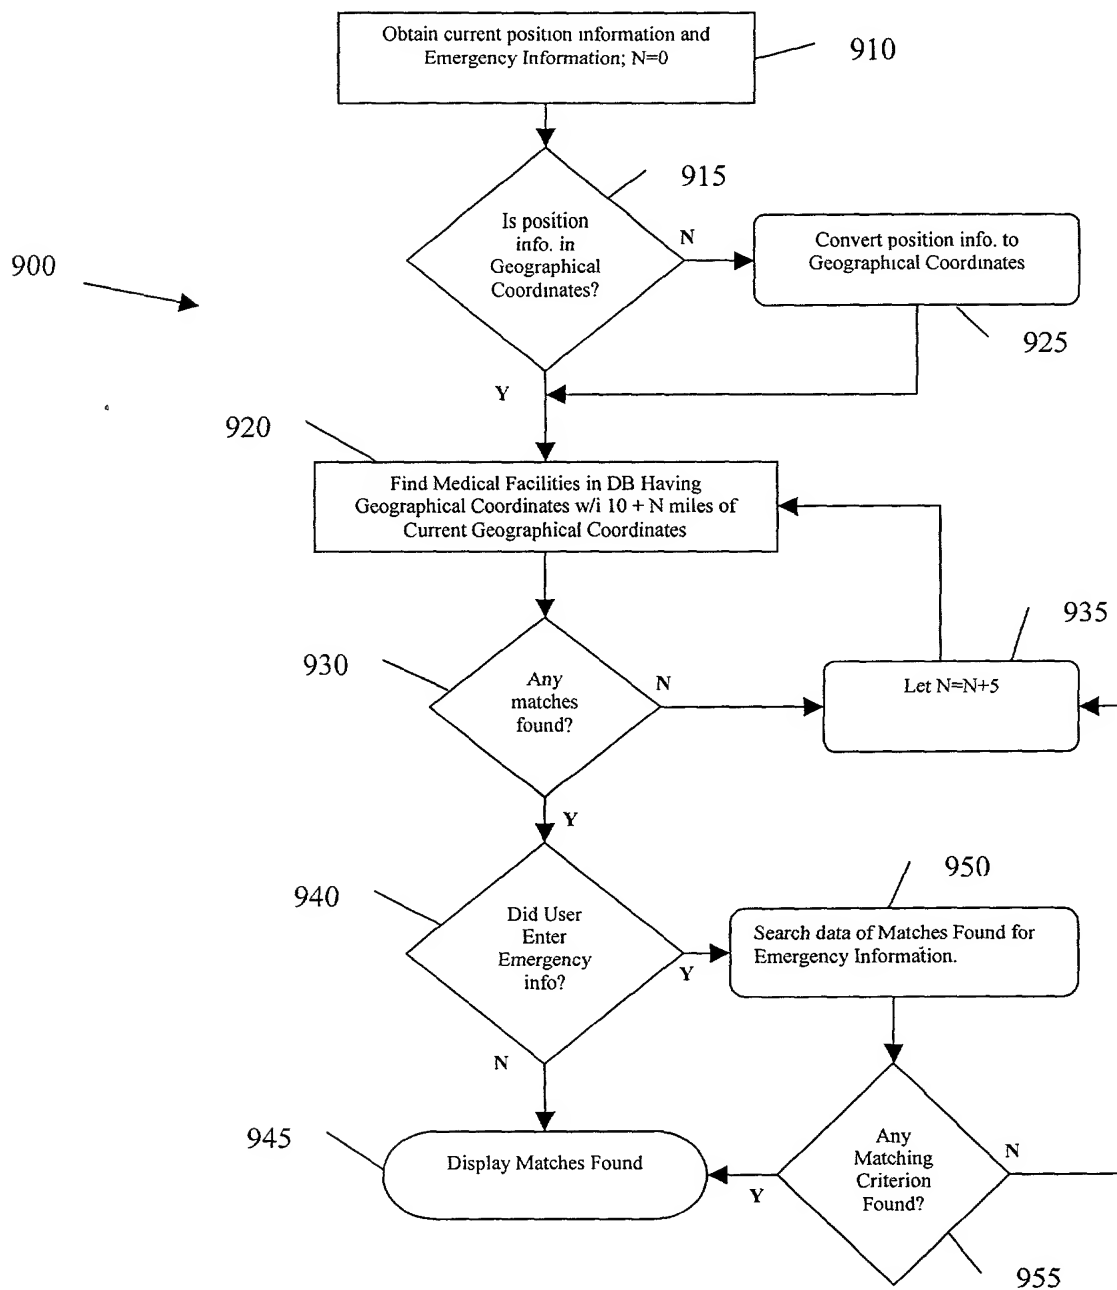 Obtain current position information and
Emergency Information; N=0
910
915
Is position
info. in
Geographical
Coordinates?
N
Convert position info. to
Geographical Coordinates
900
925
Y
920
Find Medical Facilities in DB Having
Geographical Coordinates w/i 10 + N miles of
Current Geographical Coordinates
935
930
Any
matches
found?
N
Let N=N+5
Y
950
940
Did User
Enter
Emergency
info?
Y
Search data of Matches Found for
Emergency Information.
N
945
Display Matches Found
Any
Matching
Criterion
Found?
N
Y
955